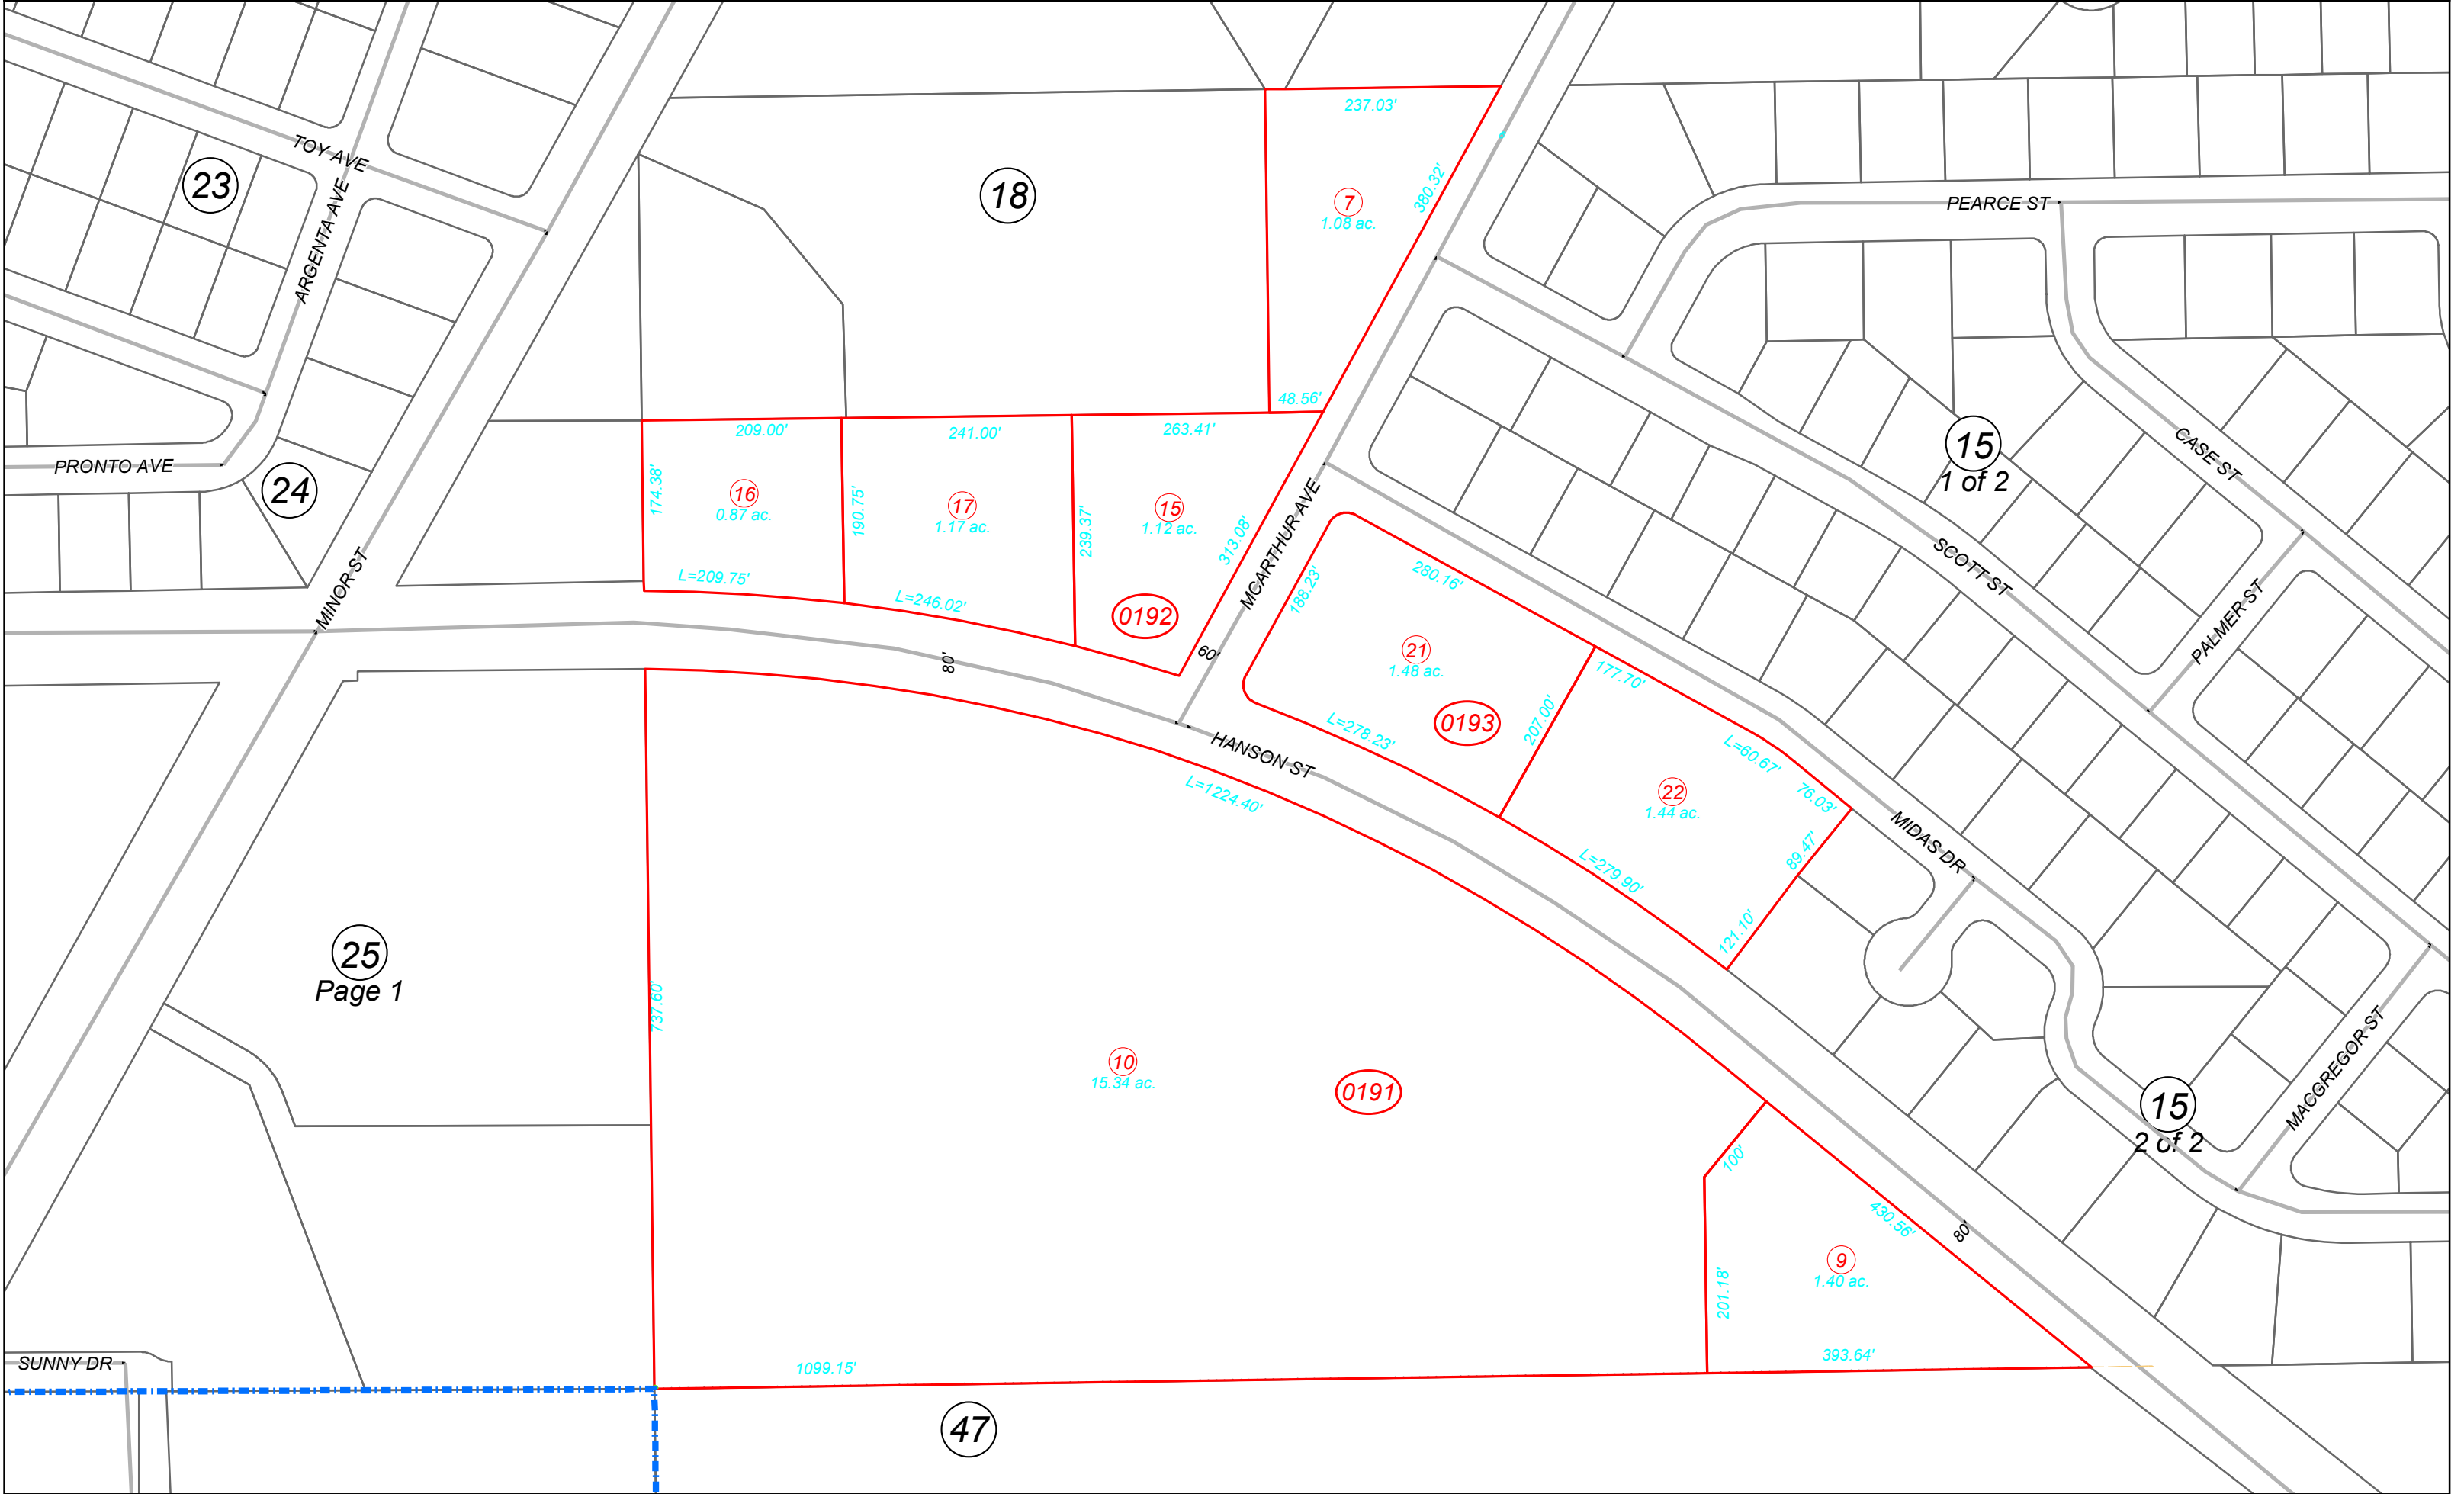 237.03'
TOY AVE
23
18
380.32'
7
1.08 ac.
PEARCE ST
ARGENTA AVE
48.56'
209.00'
241.00'
263.41'
PRONTO AVE
24
174.38'
16
0.87 ac.
190.75'
17
1.17 ac.
239.37'
15
1.12 ac.
313.08'
MCARTHUR AVE
15
1 of 2
CASE ST
SCOTT ST
PALMER ST
MINOR ST
L=209.75'
L=246.02'
0192
188.23'
280.16'
80'
60'
21
1.48 ac.
177.70'
0193
207.00'
L=278.23'
HANSON ST
L=1224.40'
L=60.67'
22
1.44 ac.
76.03'
89.47'
MIDAS DR
L=279.90'
121.10'
25
Page 1
737.60'
10
15.34 ac.
0191
MACGREGOR ST
15
2 of 2
100'
430.56'
80'
9
1.40 ac.
201.18'
SUNNY DR
1099.15'
393.64'
47